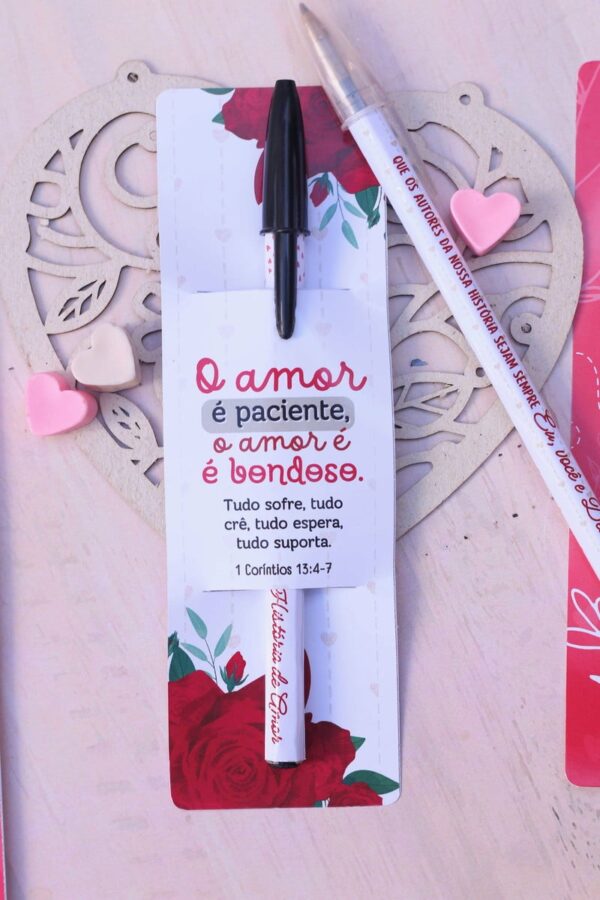 QUE OS AUTORES DA NOSSA HISTÓRIA SEJAM SEMPRE Eu, você e
O amor
é paciente,
o amor é
é bondoso.
Tudo sofre, tudo
crê, tudo espera,
tudo suporta.
1 Coríntios 13:4-7
História de Amor